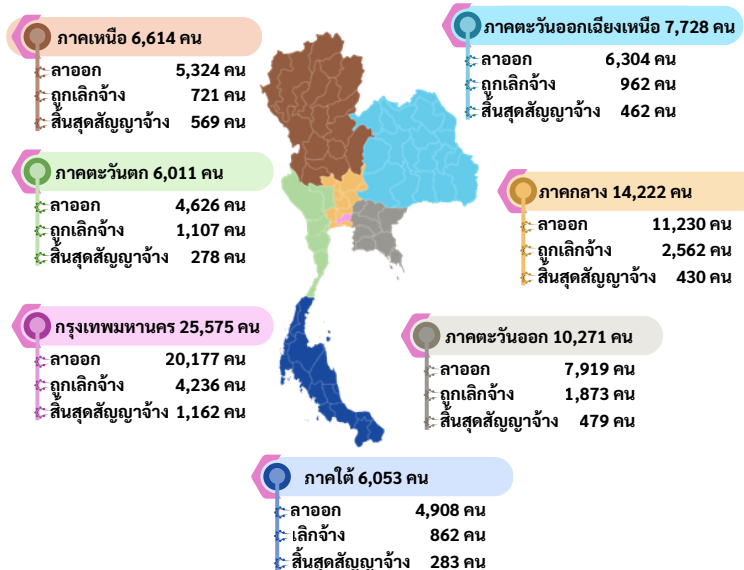 ภาคเหนือ 6,614 คน
ลาออก 5,324 คน
ถูกเลิกจ้าง 721 คน
สิ้นสุดสัญญาจ้าง 569 คน
ภาคตะวันออกเฉียงเหนือ 7,728 คน
ลาออก 6,304 คน
ถูกเลิกจ้าง 962 คน
สิ้นสุดสัญญาจ้าง 462 คน
ภาคตะวันตก 6,011 คน
ลาออก 4,626 คน
ถูกเลิกจ้าง 1,107 คน
สิ้นสุดสัญญาจ้าง 278 คน
ภาคกลาง 14,222 คน
ลาออก 11,230 คน
ถูกเลิกจ้าง 2,562 คน
สิ้นสุดสัญญาจ้าง 430 คน
กรุงเทพมหานคร 25,575 คน
ลาออก 20,177 คน
ถูกเลิกจ้าง 4,236 คน
สิ้นสุดสัญญาจ้าง 1,162 คน
ภาคตะวันออก 10,271 คน
ลาออก 7,919 คน
ถูกเลิกจ้าง 1,873 คน
สิ้นสุดสัญญาจ้าง 479 คน
ภาคใต้ 6,053 คน
ลาออก 4,908 คน
เลิกจ้าง 862 คน
สิ้นสุดสัญญาจ้าง 283 คน